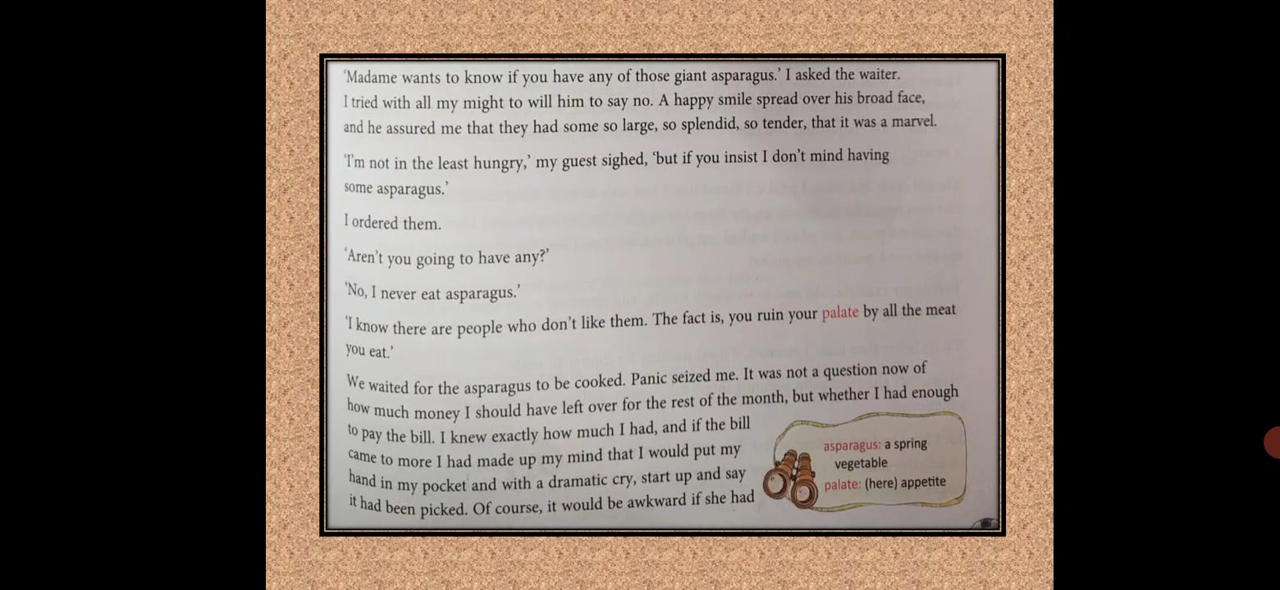 ‘Madame wants to know if you have any of those giant asparagus.’ I asked the waiter.
I tried with all my might to will him to say no. A happy smile spread over his broad face,
and he assured me that they had some so large, so splendid, so tender, that it was a marvel.
‘I’m not in the least hungry,’ my guest sighed, ‘but if you insist I don’t mind having
some asparagus.’
I ordered them.
‘Aren’t you going to have any?’
‘No, I never eat asparagus.’
‘I know there are people who don’t like them. The fact is, you ruin your palate by all the meat
you eat.’
We waited for the asparagus to be cooked. Panic seized me. It was not a question now of
how much money I should have left over for the rest of the month, but whether I had enough
to pay the bill. I knew exactly how much I had, and if the bill
came to more I had made up my mind that I would put my
hand in my pocket and with a dramatic cry, start up and say
it had been picked. Of course, it would be awkward if she had
asparagus: a spring
vegetable
palate: (here) appetite